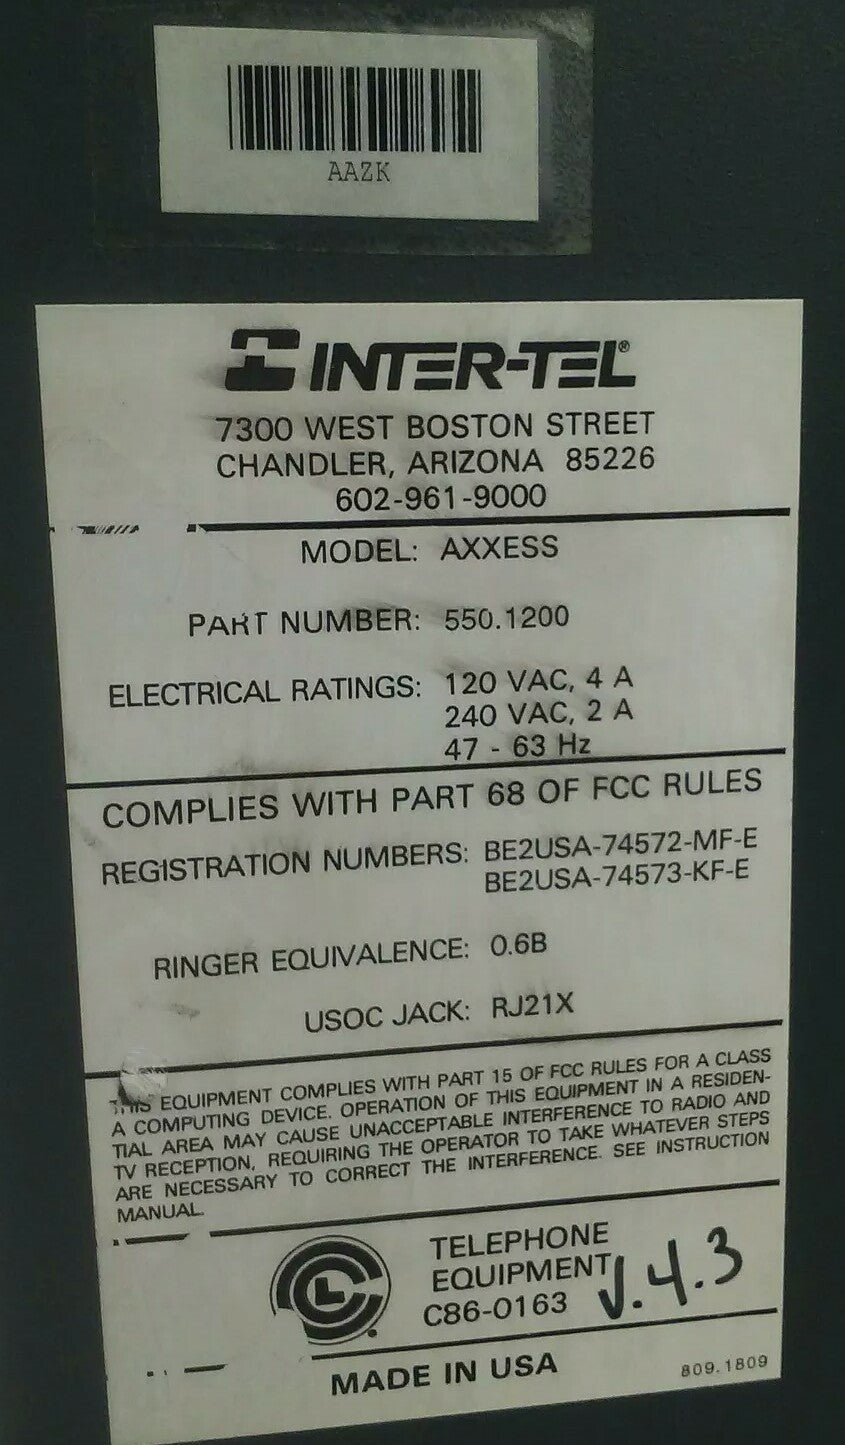 AAZK
INTER-TEL®
7300 WEST BOSTON STREET
CHANDLER, ARIZONA 85226
602-961-9000
MODEL: AXXESS
PART NUMBER: 550.1200
ELECTRICAL RATINGS: 120 VAC, 4 A
240 VAC, 2 A
47 - 63 Hz
COMPLIES WITH PART 68 OF FCC RULES
REGISTRATION NUMBERS: BE2USA-74572-MF-E
BE2USA-74573-KF-E
RINGER EQUIVALENCE: 0.6B
USOC JACK: RJ21X
THIS EQUIPMENT COMPLIES WITH PART 15 OF FCC RULES FOR A CLASS
A COMPUTING DEVICE. OPERATION OF THIS EQUIPMENT IN A RESIDEN-
TIAL AREA MAY CAUSE UNACCEPTABLE INTERFERENCE TO RADIO AND
TV RECEPTION, REQUIRING THE OPERATOR TO TAKE WHATEVER STEPS
ARE NECESSARY TO CORRECT THE INTERFERENCE. SEE INSTRUCTION
MANUAL.
TELEPHONE
EQUIPMENT
C86-0163
V.4.3
MADE IN USA
809.1809